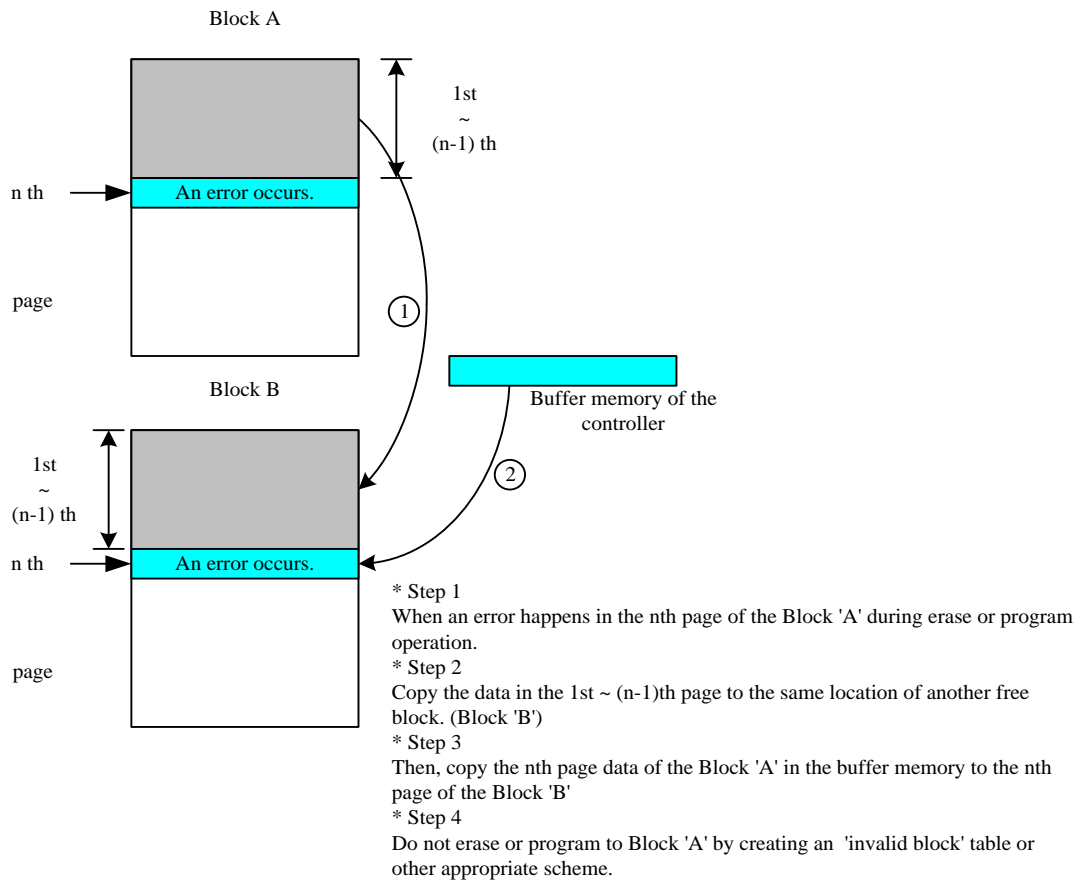 Block A
1st
~
(n-1) th
n th
An error occurs.
page
1
Buffer memory of the
controller
Block B
1st
~
(n-1) th
2
n th
An error occurs.
page
* Step 1
When an error happens in the nth page of the Block 'A' during erase or program
operation.
* Step 2
Copy the data in the 1st ~ (n-1)th page to the same location of another free
block. (Block 'B')
* Step 3
Then, copy the nth page data of the Block 'A' in the buffer memory to the nth
page of the Block 'B'
* Step 4
Do not erase or program to Block 'A' by creating an 'invalid block' table or
other appropriate scheme.